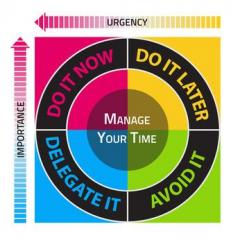 URGENCY
IMPORTANCE
DO IT NOW
DO IT LATER
MANAGE
YOUR TIME
DELEGATE IT
AVOID IT